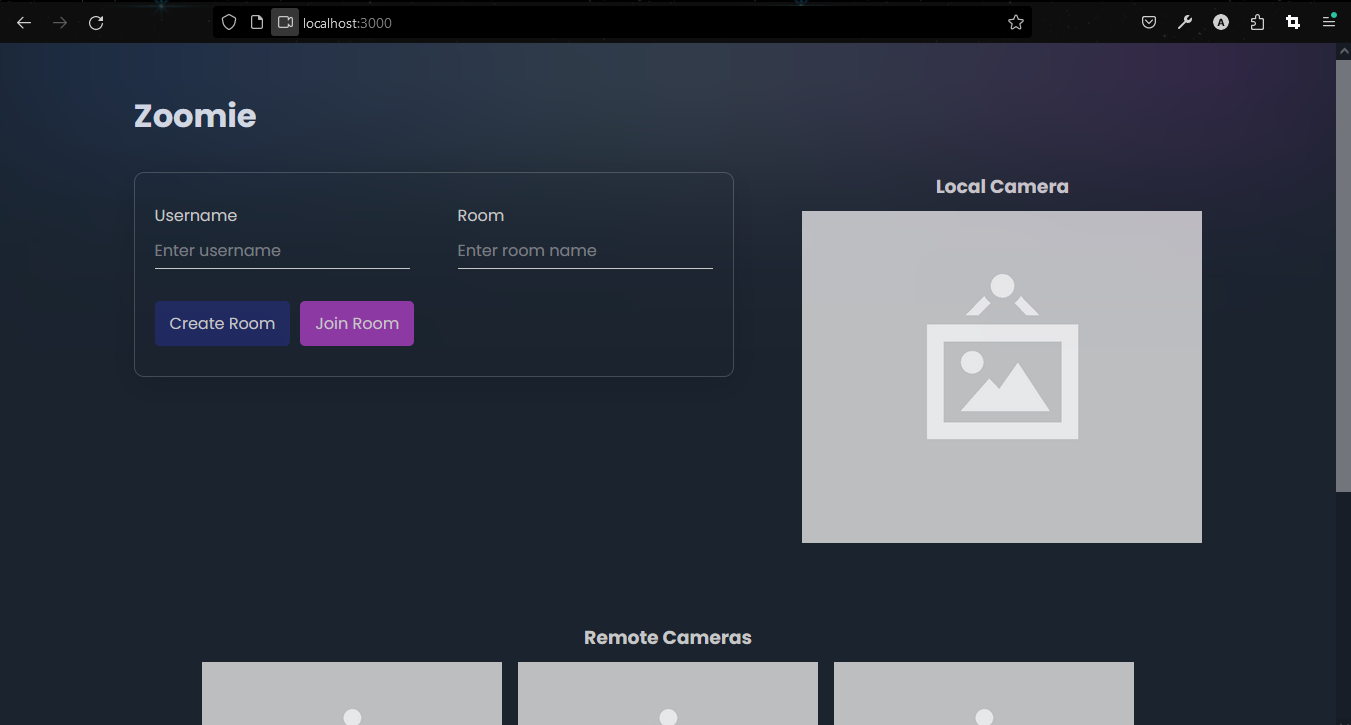 localhost:3000
A
Zoomie
Username
Room
Enter username
Enter room name
Create Room
Join Room
Local Camera
Remote Cameras